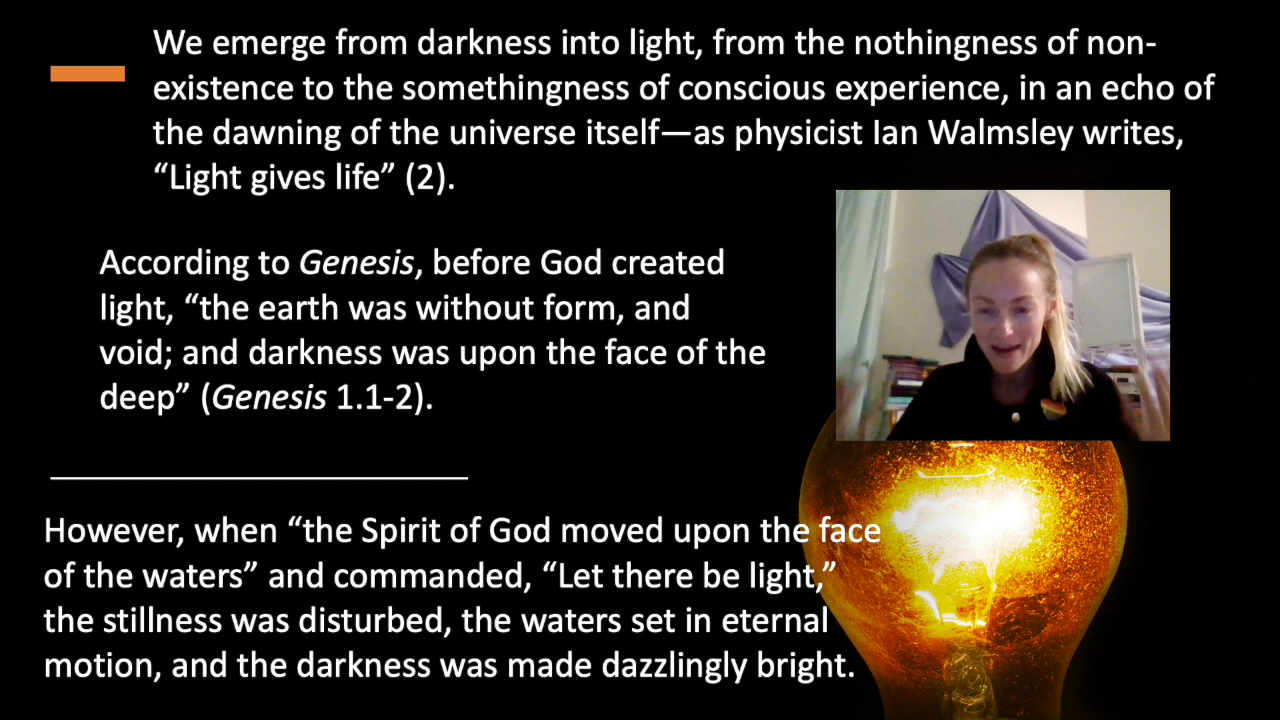 We emerge from darkness into light, from the nothingness of non-
existence to the somethingness of conscious experience, in an echo of
the dawning of the universe itself—as physicist Ian Walmsley writes,
“Light gives life” (2).
According to Genesis, before God created
light, “the earth was without form, and
void; and darkness was upon the face of the
deep” (Genesis 1.1-2).
However, when “the Spirit of God moved upon the face
of the waters” and commanded, “Let there be light,”
the stillness was disturbed, the waters set in eternal
motion, and the darkness was made dazzlingly bright.